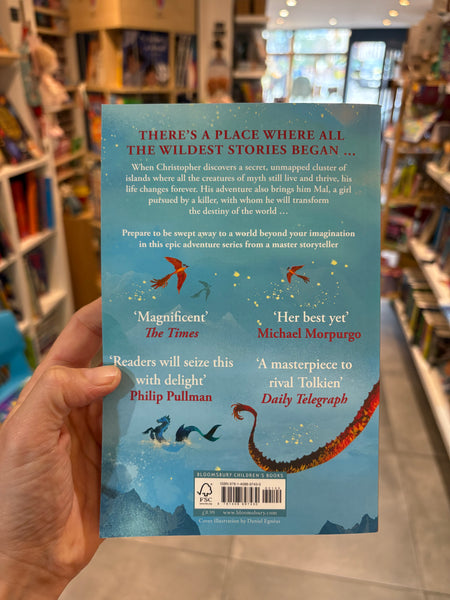 THERE'S A PLACE WHERE ALL
THE WILDEST STORIES BEGAN ...
When Christopher discovers a secret, unmapped cluster of
islands where all the creatures of myth still live and thrive, his
life changes forever. His adventure also brings him Mal, a girl
pursued by a killer, with whom he will transform
the destiny of the world ...
Prepare to be swept away to a world beyond your imagination
in this epic adventure series from a master storyteller
'Magnificent'
The Times
'Her best yet'
Michael Morpurgo
'Readers will seize this
with delight'
Philip Pullman
'A masterpiece to
rival Tolkien'
Daily Telegraph
BLOOMSBURY CHILDREN'S BOOKS
FSC
£8.99
www.bloomsbury.com
Cover illustration by Daniel Egnéus